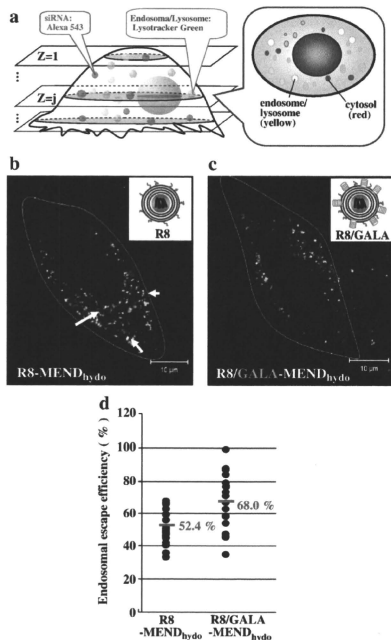 a
siRNA:
Alexa 543
Endosoma/Lysosome:
Lysotracker Green
Z=1
Z=j
endosome/
lysosome
(yellow)
cytosol
(red)
b
R8
R8-MENDhydo
10 μm
c
R8/GALA
R8/GALA-MENDhydo
10 μm
d
Endosomal escape efficiency ( % )
120
100
80
60
40
20
0
52.4 %
68.0 %
R8
-MENDhydo
R8/GALA
-MENDhydo